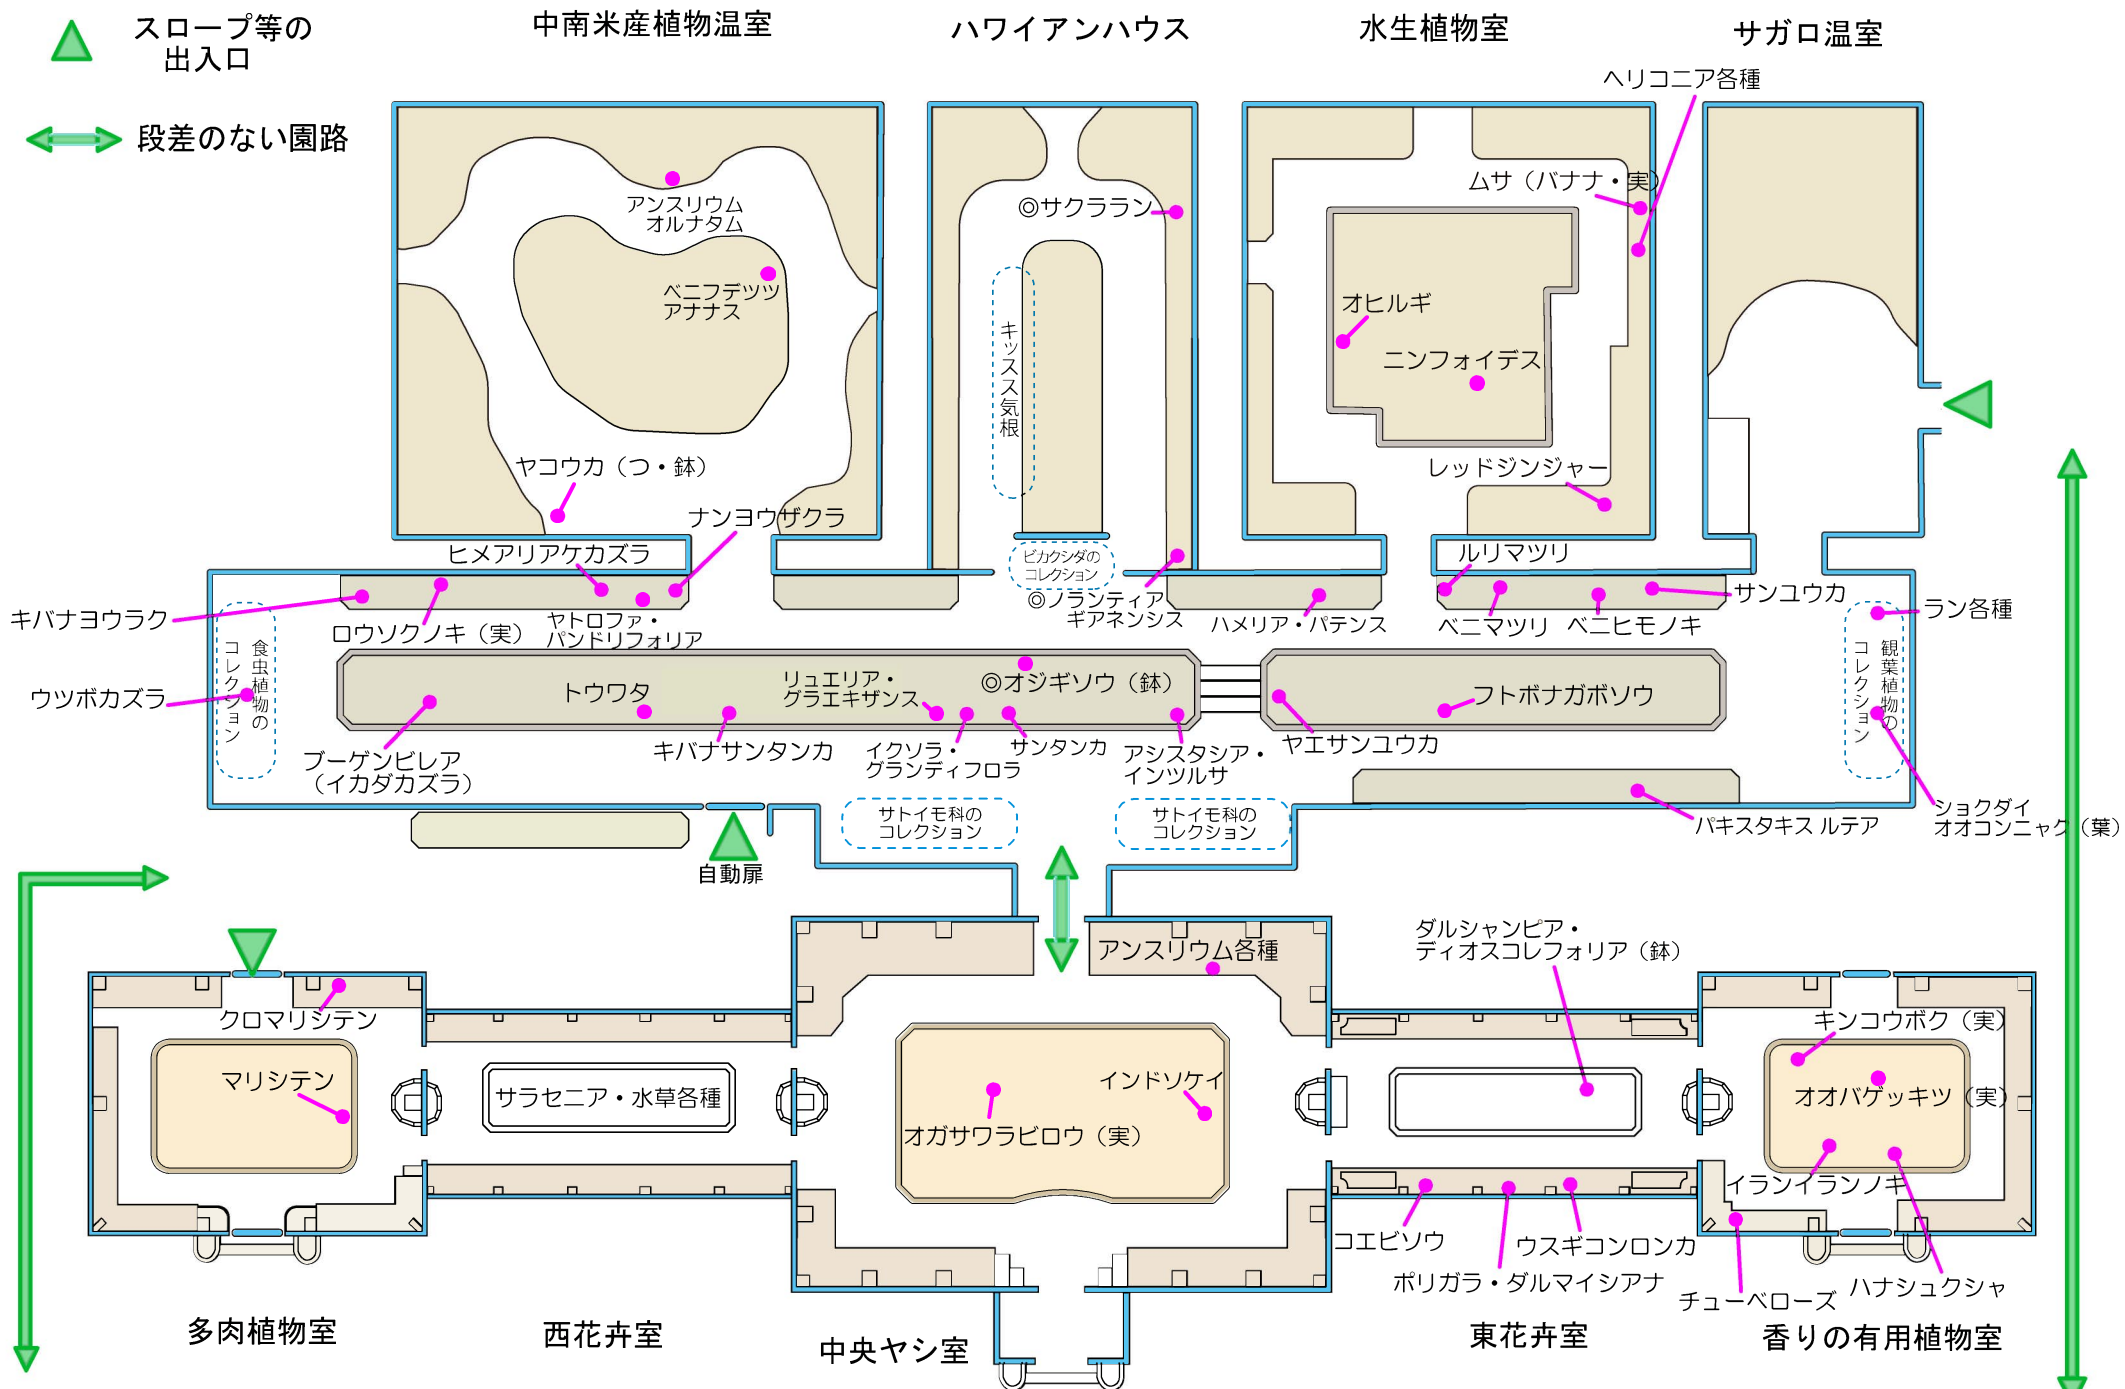 スロープ等の
出入口
段差のない園路
中南米産植物温室
ハワイアンハウス
水生植物室
サガロ温室
ヘリコニア各種
ムサ（バナナ・実）
アンスリウム
オルナタム
◎サクララン
ベニフデツツ
アナナス
オヒルギ
キッスス気根
ニンフォイデス
ヤコウカ（つ・鉢）
レッドジンジャー
ナンヨウザクラ
ヒメアリアケカズラ
ビカクシダの
コレクション
ルリマツリ
キバナヨウラク
ロウソクノキ（実）
ヤトロファ・
パンドリフォリア
◎ノランティア
ギアネンシス
ハメリア・パテンス
ベニマツリ
ベニヒモノキ
サンユウカ
ラン各種
食虫植物の
コレクション
観葉植物の
コレクション
ウツボカズラ
トウワタ
リュエリア・
グラエキザンス
◎オジギソウ（鉢）
フトボナガボソウ
ブーゲンビレア
（イカダカズラ）
キバナサンタンカ
イクソラ・
グランディフロラ
サンタンカ
アシスタシア・
インツルサ
ヤエサンユウカ
サトイモ科の
コレクション
サトイモ科の
コレクション
パキスタキス ルテア
ショクダイ
オオコンニャク（葉）
自動扉
アンスリウム各種
ダルシャンピア・
ディオスコレフォリア（鉢）
クロマリシテン
キンコウボク（実）
マリシテン
サラセニア・水草各種
インドソケイ
オオバゲッキツ（実）
オガサワラビロウ（実）
イランイランノキ
コエビソウ
ウスギコンロンカ
ポリガラ・ダルマイシアナ
チューベローズ
ハナシュクシャ
多肉植物室
西花卉室
中央ヤシ室
東花卉室
香りの有用植物室